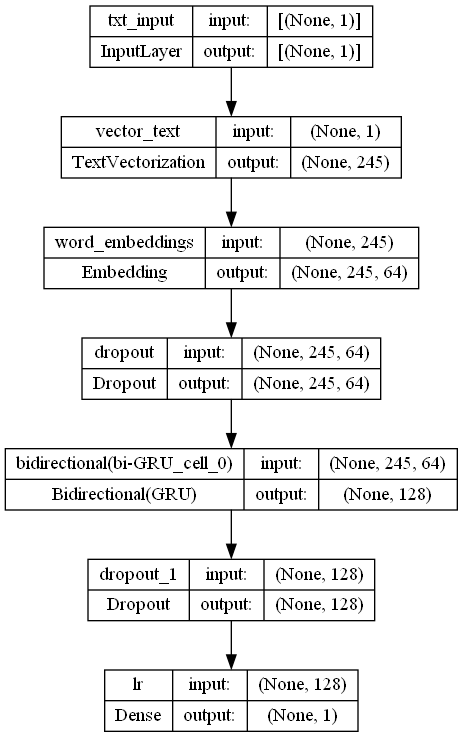 txt_input input: [(None, 1)]
InputLayer output: [(None, 1)]
vector_text input: (None, 1)
TextVectorization output: (None, 245)
word_embeddings input: (None, 245)
Embedding output: (None, 245, 64)
dropout input: (None, 245, 64)
Dropout output: (None, 245, 64)
bidirectional(bi-GRU_cell_0) input: (None, 245, 64)
Bidirectional(GRU) output: (None, 128)
dropout_1 input: (None, 128)
Dropout output: (None, 128)
lr input: (None, 128)
Dense output: (None, 1)